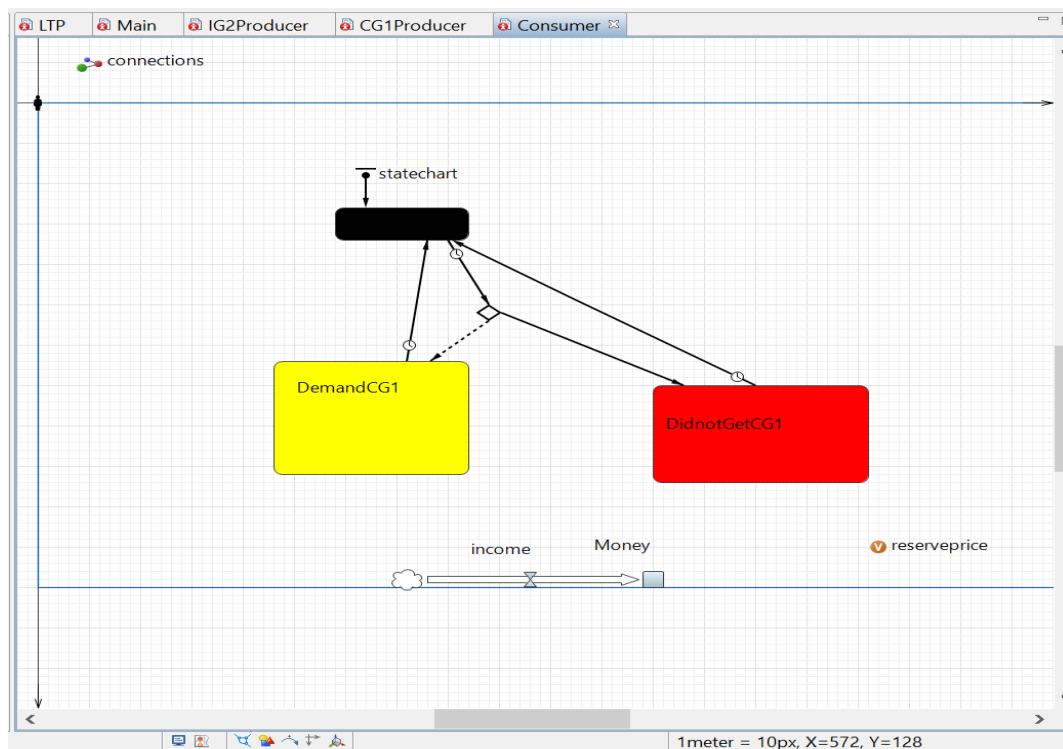 LTP
Main
IG2Producer
CG1Producer
Consumer
connections
statechart
DemandCG1
DidnotGetCG1
income
Money
reserveprice
1meter = 10px, X=572, Y=128